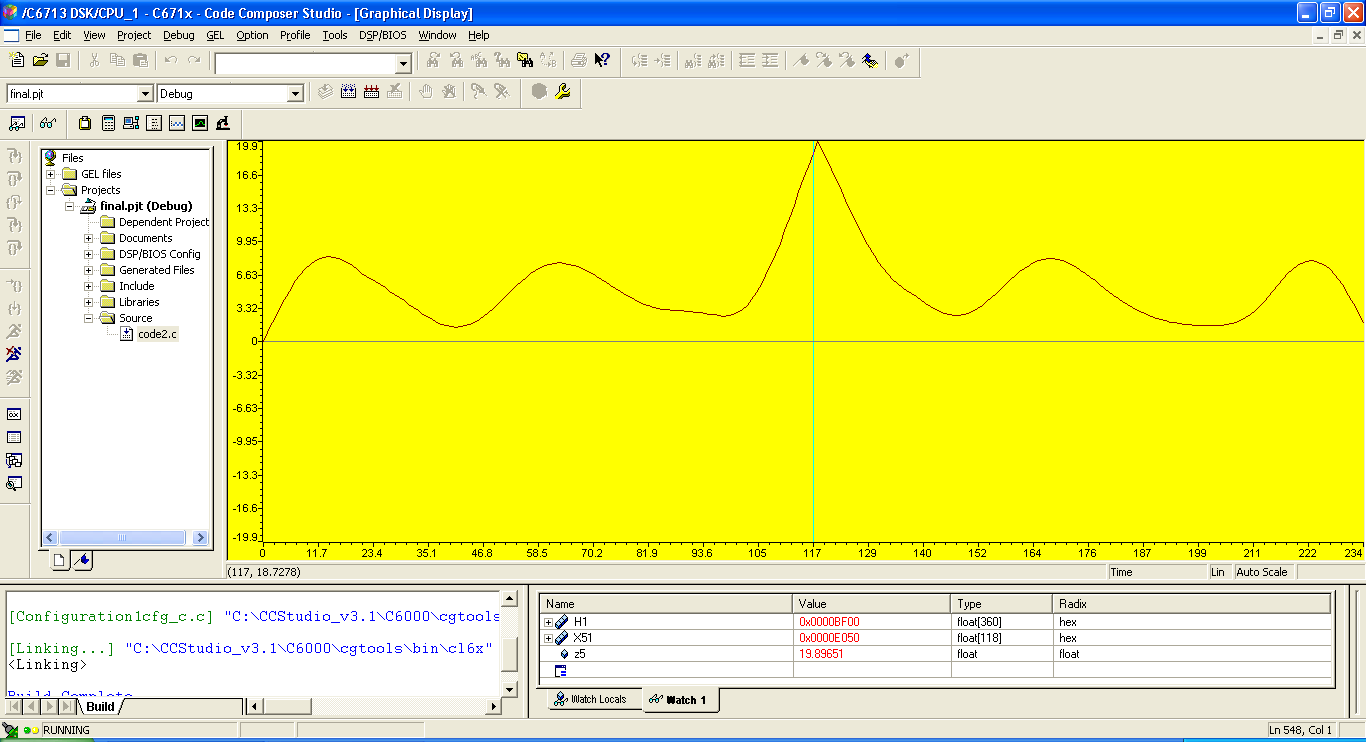 /C6713 DSK/CPU_1 - C671x - Code Composer Studio - [Graphical Display]
File Edit View Project Debug GEL Option Profile Tools DSP/BIOS Window Help
final.pjt Debug
Files
GEL files
Projects
final.pjt (Debug)
Dependent Project
Documents
DSP/BIOS Config
Generated Files
Include
Libraries
Source
code2.c
19.9
16.6
13.3
9.95
6.63
3.32
0
-3.32
-6.63
-9.95
-13.3
-16.6
-19.9
0 11.7 23.4 35.1 46.8 58.5 70.2 81.9 93.6 105 117 129 140 152 164 176 187 199 211 222 234
(117, 18.7278) Time Lin Auto Scale
[Configuration1cfg_c.c] "C:\CCStudio_v3.1\C6000\cgtools
[Linking...] "C:\CCStudio_v3.1\C6000\cgtools\bin\cl6x"
<Linking>
Build Complete
Build
Name Value Type Radix
H1 0x0000BF00 float[360] hex
X51 0x0000E050 float[118] hex
z5 19.89651 float float
Watch Locals Watch 1
RUNNING Ln 548, Col 1